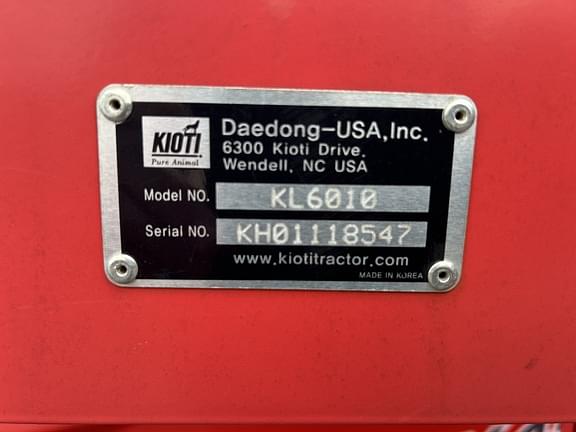 KIOTI
Pure Animal
Daedong-USA,Inc.
6300 Kioti Drive.
Wendell, NC USA
Model NO. KL6010
Serial NO. KH01118547
www.kiotitractor.com
MADE IN KOREA